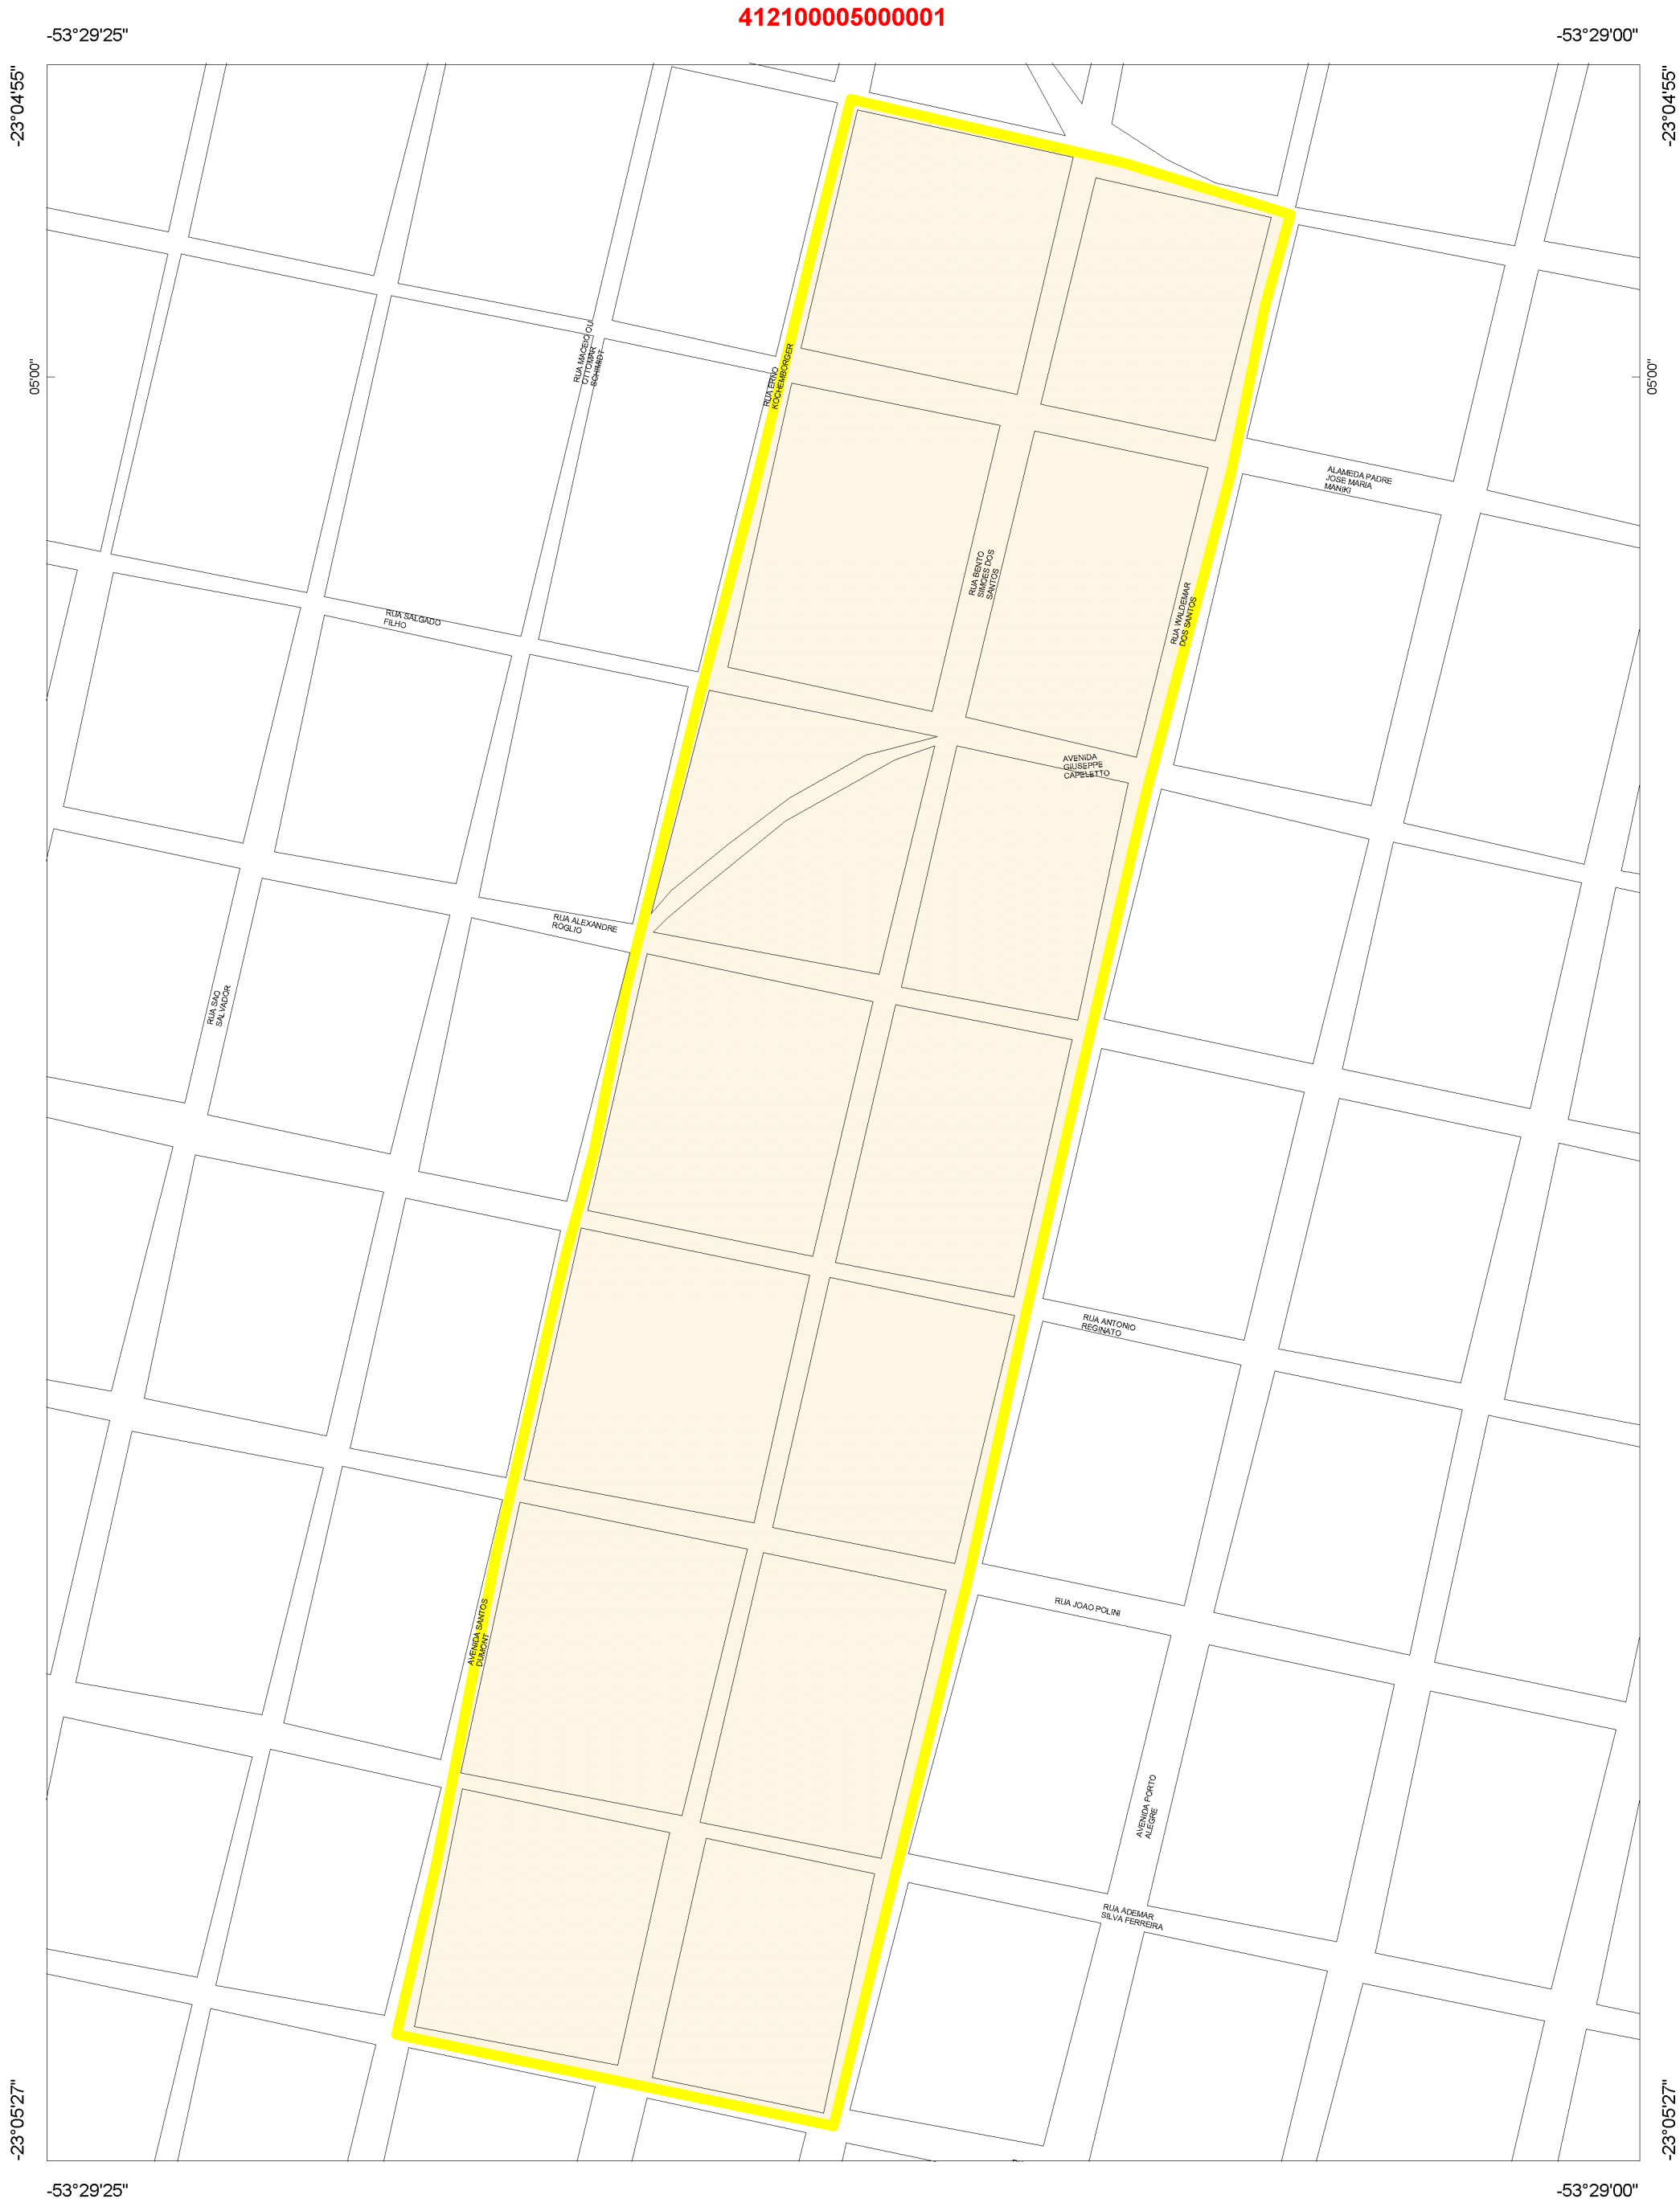 412100005000001
-53°29'25"
-53°29'00"
-23°04'55"
-23°04'55"
05'00"
05'00"
RUA MACEIO OU
OTTOMAR
SCHIMIDT
RUA ERNO
KOCHEMBORGER
ALAMEDA PADRE
JOSE MARIA
MANIKI
RUA BENTO
SIMOES DOS
SANTOS
RUA WALDEMAR
DOS SANTOS
RUA SALGADO
FILHO
AVENIDA
GIUSEPPE
CAPELETTO
RUA ALEXANDRE
ROGLIO
RUA SAO
SALVADOR
RUA ANTONIO
REGINATO
RUA JOAO POLINI
AVENIDA SANTOS
DUMONT
AVENIDA PORTO
ALEGRE
RUA ADEMAR
SILVA FERREIRA
-23°05'27"
-23°05'27"
-53°29'25"
-53°29'00"